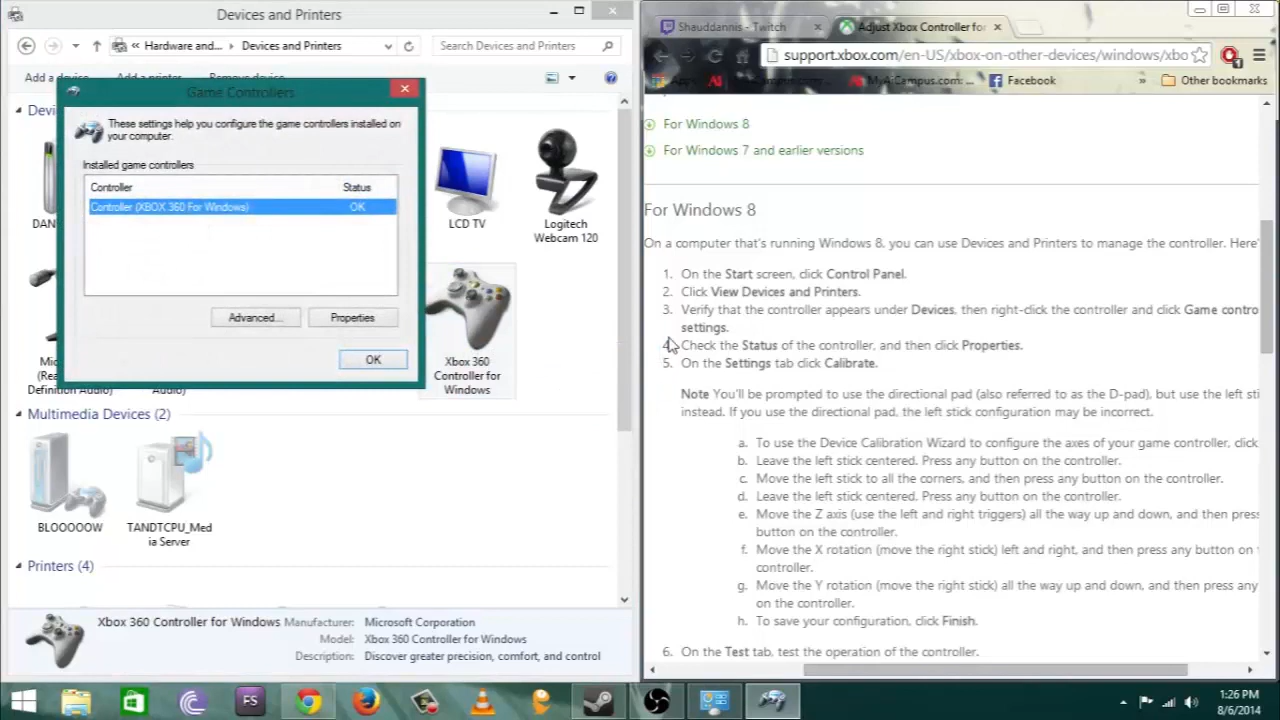 Devices and Printers
Hardware and... Devices and Printers
Search Devices and Printers
Add a device Add a printer Remove device
Game Controllers
These settings help you configure the game controllers installed on
your computer.
Installed game controllers
Controller Status
Controller (XBOX 360 For Windows) OK
Advanced... Properties
OK
LCD TV
Logitech
Webcam 120
Xbox 360
Controller for
Windows
Definition Audio) Audio)
Multimedia Devices (2)
BLOOOOOW
TANDTCPU_Med
ia Server
Printers (4)
Xbox 360 Controller for Windows Manufacturer: Microsoft Corporation
Model: Xbox 360 Controller for Windows
Description: Discover greater precision, comfort, and control
Shauddannis - Twitch
Adjust Xbox Controller for
support.xbox.com/en-US/xbox-on-other-devices/windows/xbo
MyAiCampus.com: ... Facebook » Other bookmarks
For Windows 8
For Windows 7 and earlier versions
For Windows 8
On a computer that's running Windows 8, you can use Devices and Printers to manage the controller. Here'
1. On the Start screen, click Control Panel.
2. Click View Devices and Printers.
3. Verify that the controller appears under Devices, then right-click the controller and click Game contro
settings.
4. Check the Status of the controller, and then click Properties.
5. On the Settings tab click Calibrate.
Note You'll be prompted to use the directional pad (also referred to as the D-pad), but use the left sti
instead. If you use the directional pad, the left stick configuration may be incorrect.
a. To use the Device Calibration Wizard to configure the axes of your game controller, click
b. Leave the left stick centered. Press any button on the controller.
c. Move the left stick to all the corners, and then press any button on the controller.
d. Leave the left stick centered. Press any button on the controller.
e. Move the Z axis (use the left and right triggers) all the way up and down, and then press
button on the controller.
f. Move the X rotation (move the right stick) left and right, and then press any button on
controller.
g. Move the Y rotation (move the right stick) all the way up and down, and then press any
on the controller.
h. To save your configuration, click Finish.
6. On the Test tab, test the operation of the controller.
FS
1:26 PM
8/6/2014